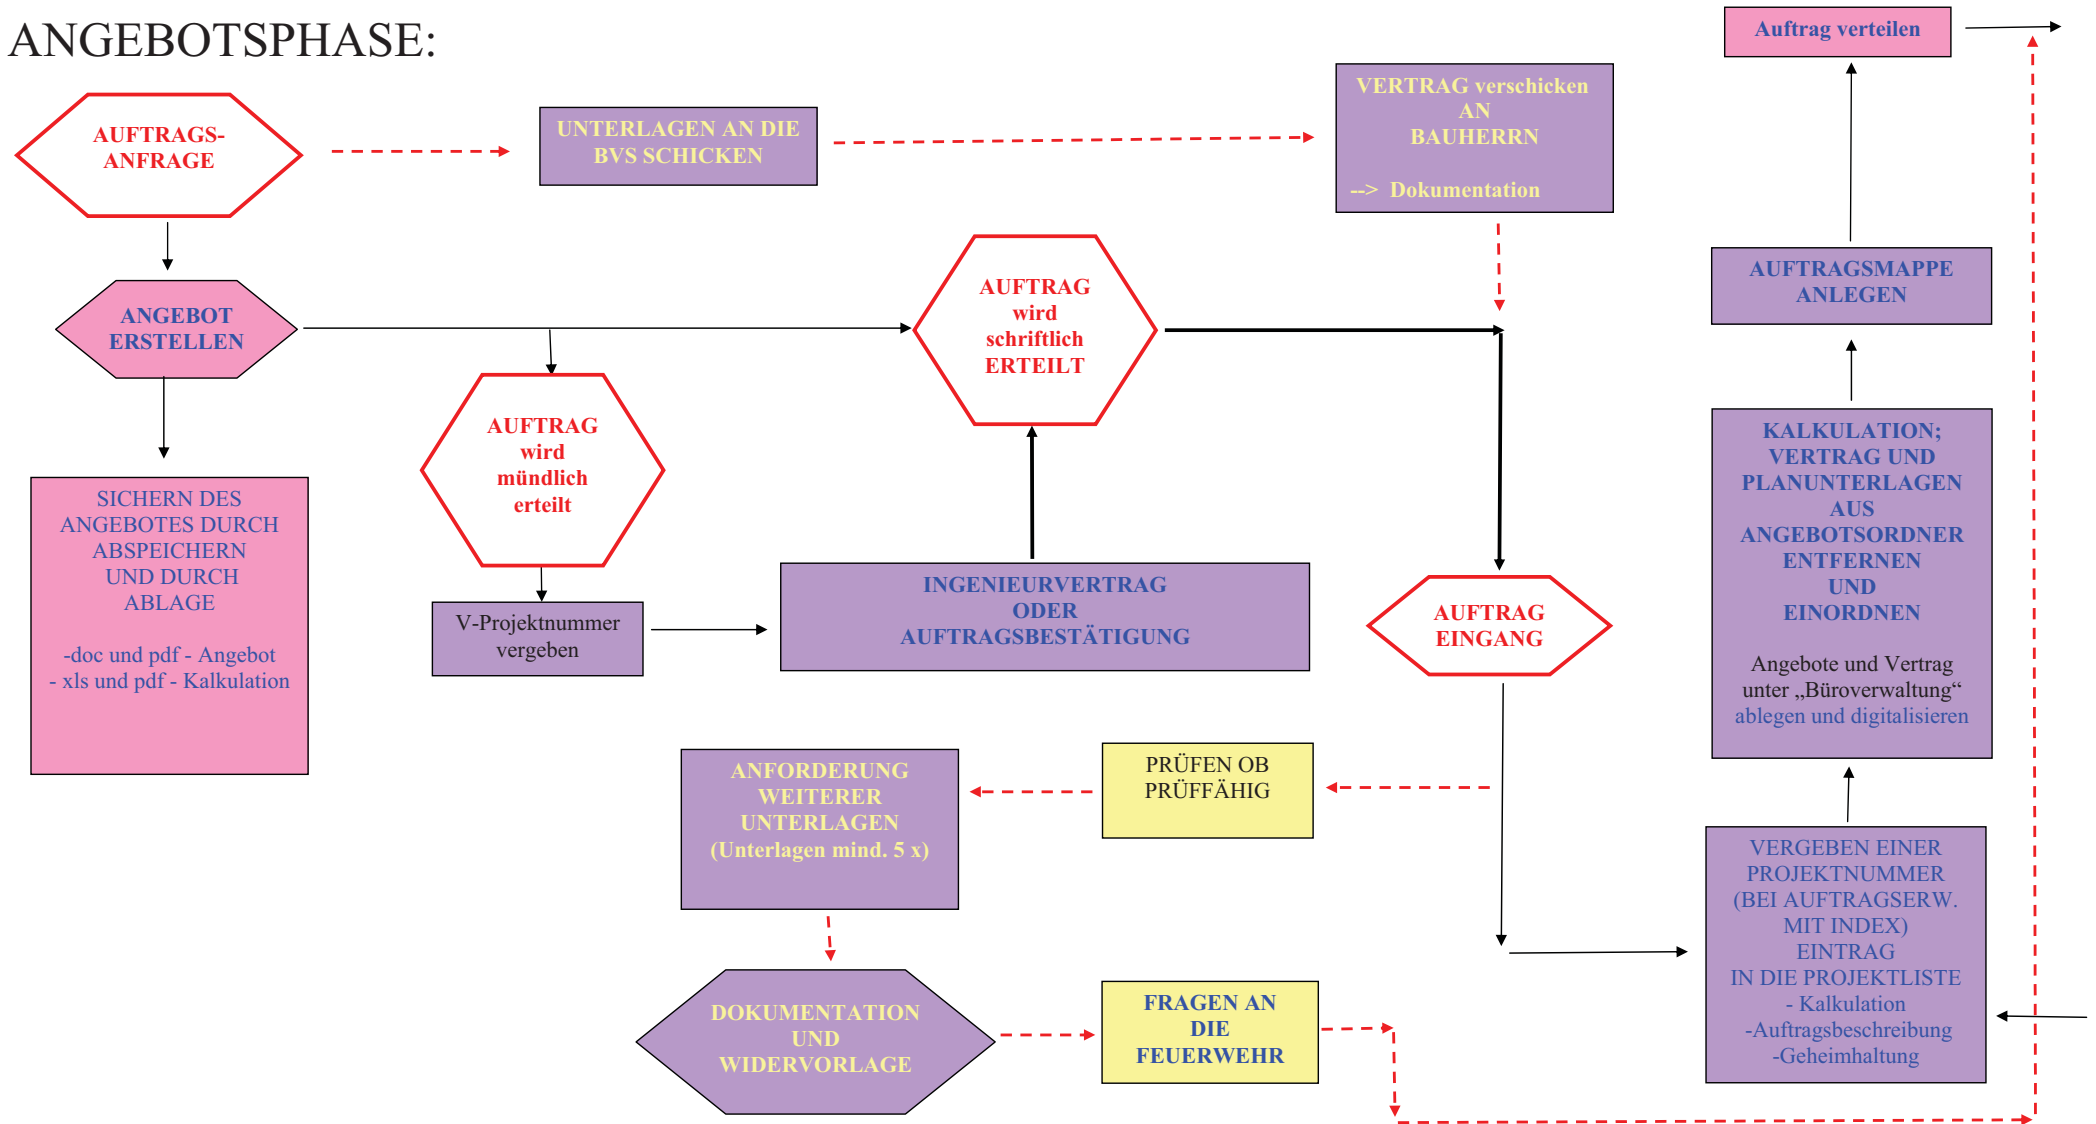 ANGEBOTSPHASE:
AUFTRAGS-
ANFRAGE
UNTERLAGEN AN DIE
BVS SCHICKEN
VERTRAG verschicken
AN
BAUHERRN
--> Dokumentation
Auftrag verteilen
ANGEBOT
ERSTELLEN
AUFTRAG
wird
schriftlich
ERTEILT
AUFTRAGSMAPPE
ANLEGEN
AUFTRAG
wird
mündlich
erteilt
SICHERN DES
ANGEBOTES DURCH
ABSPEICHERN
UND DURCH
ABLAGE
-doc und pdf - Angebot
- xls und pdf - Kalkulation
V-Projektnummer
vergeben
INGENIEURVERTRAG
ODER
AUFTRAGSBESTÄTIGUNG
AUFTRAG
EINGANG
KALKULATION;
VERTRAG UND
PLANUNTERLAGEN
AUS
ANGEBOTSORDNER
ENTFERNEN
UND
EINORDNEN
Angebote und Vertrag
unter „Büroverwaltung“
ablegen und digitalisieren
ANFORDERUNG
WEITERER
UNTERLAGEN
(Unterlagen mind. 5 x)
PRÜFEN OB
PRÜFFÄHIG
VERGEBEN EINER
PROJEKTNUMMER
(BEI AUFTRAGSERW.
MIT INDEX)
EINTRAG
IN DIE PROJEKTLISTE
- Kalkulation
-Auftragsbeschreibung
-Geheimhaltung
DOKUMENTATION
UND
WIDERVORLAGE
FRAGEN AN
DIE
FEUERWEHR